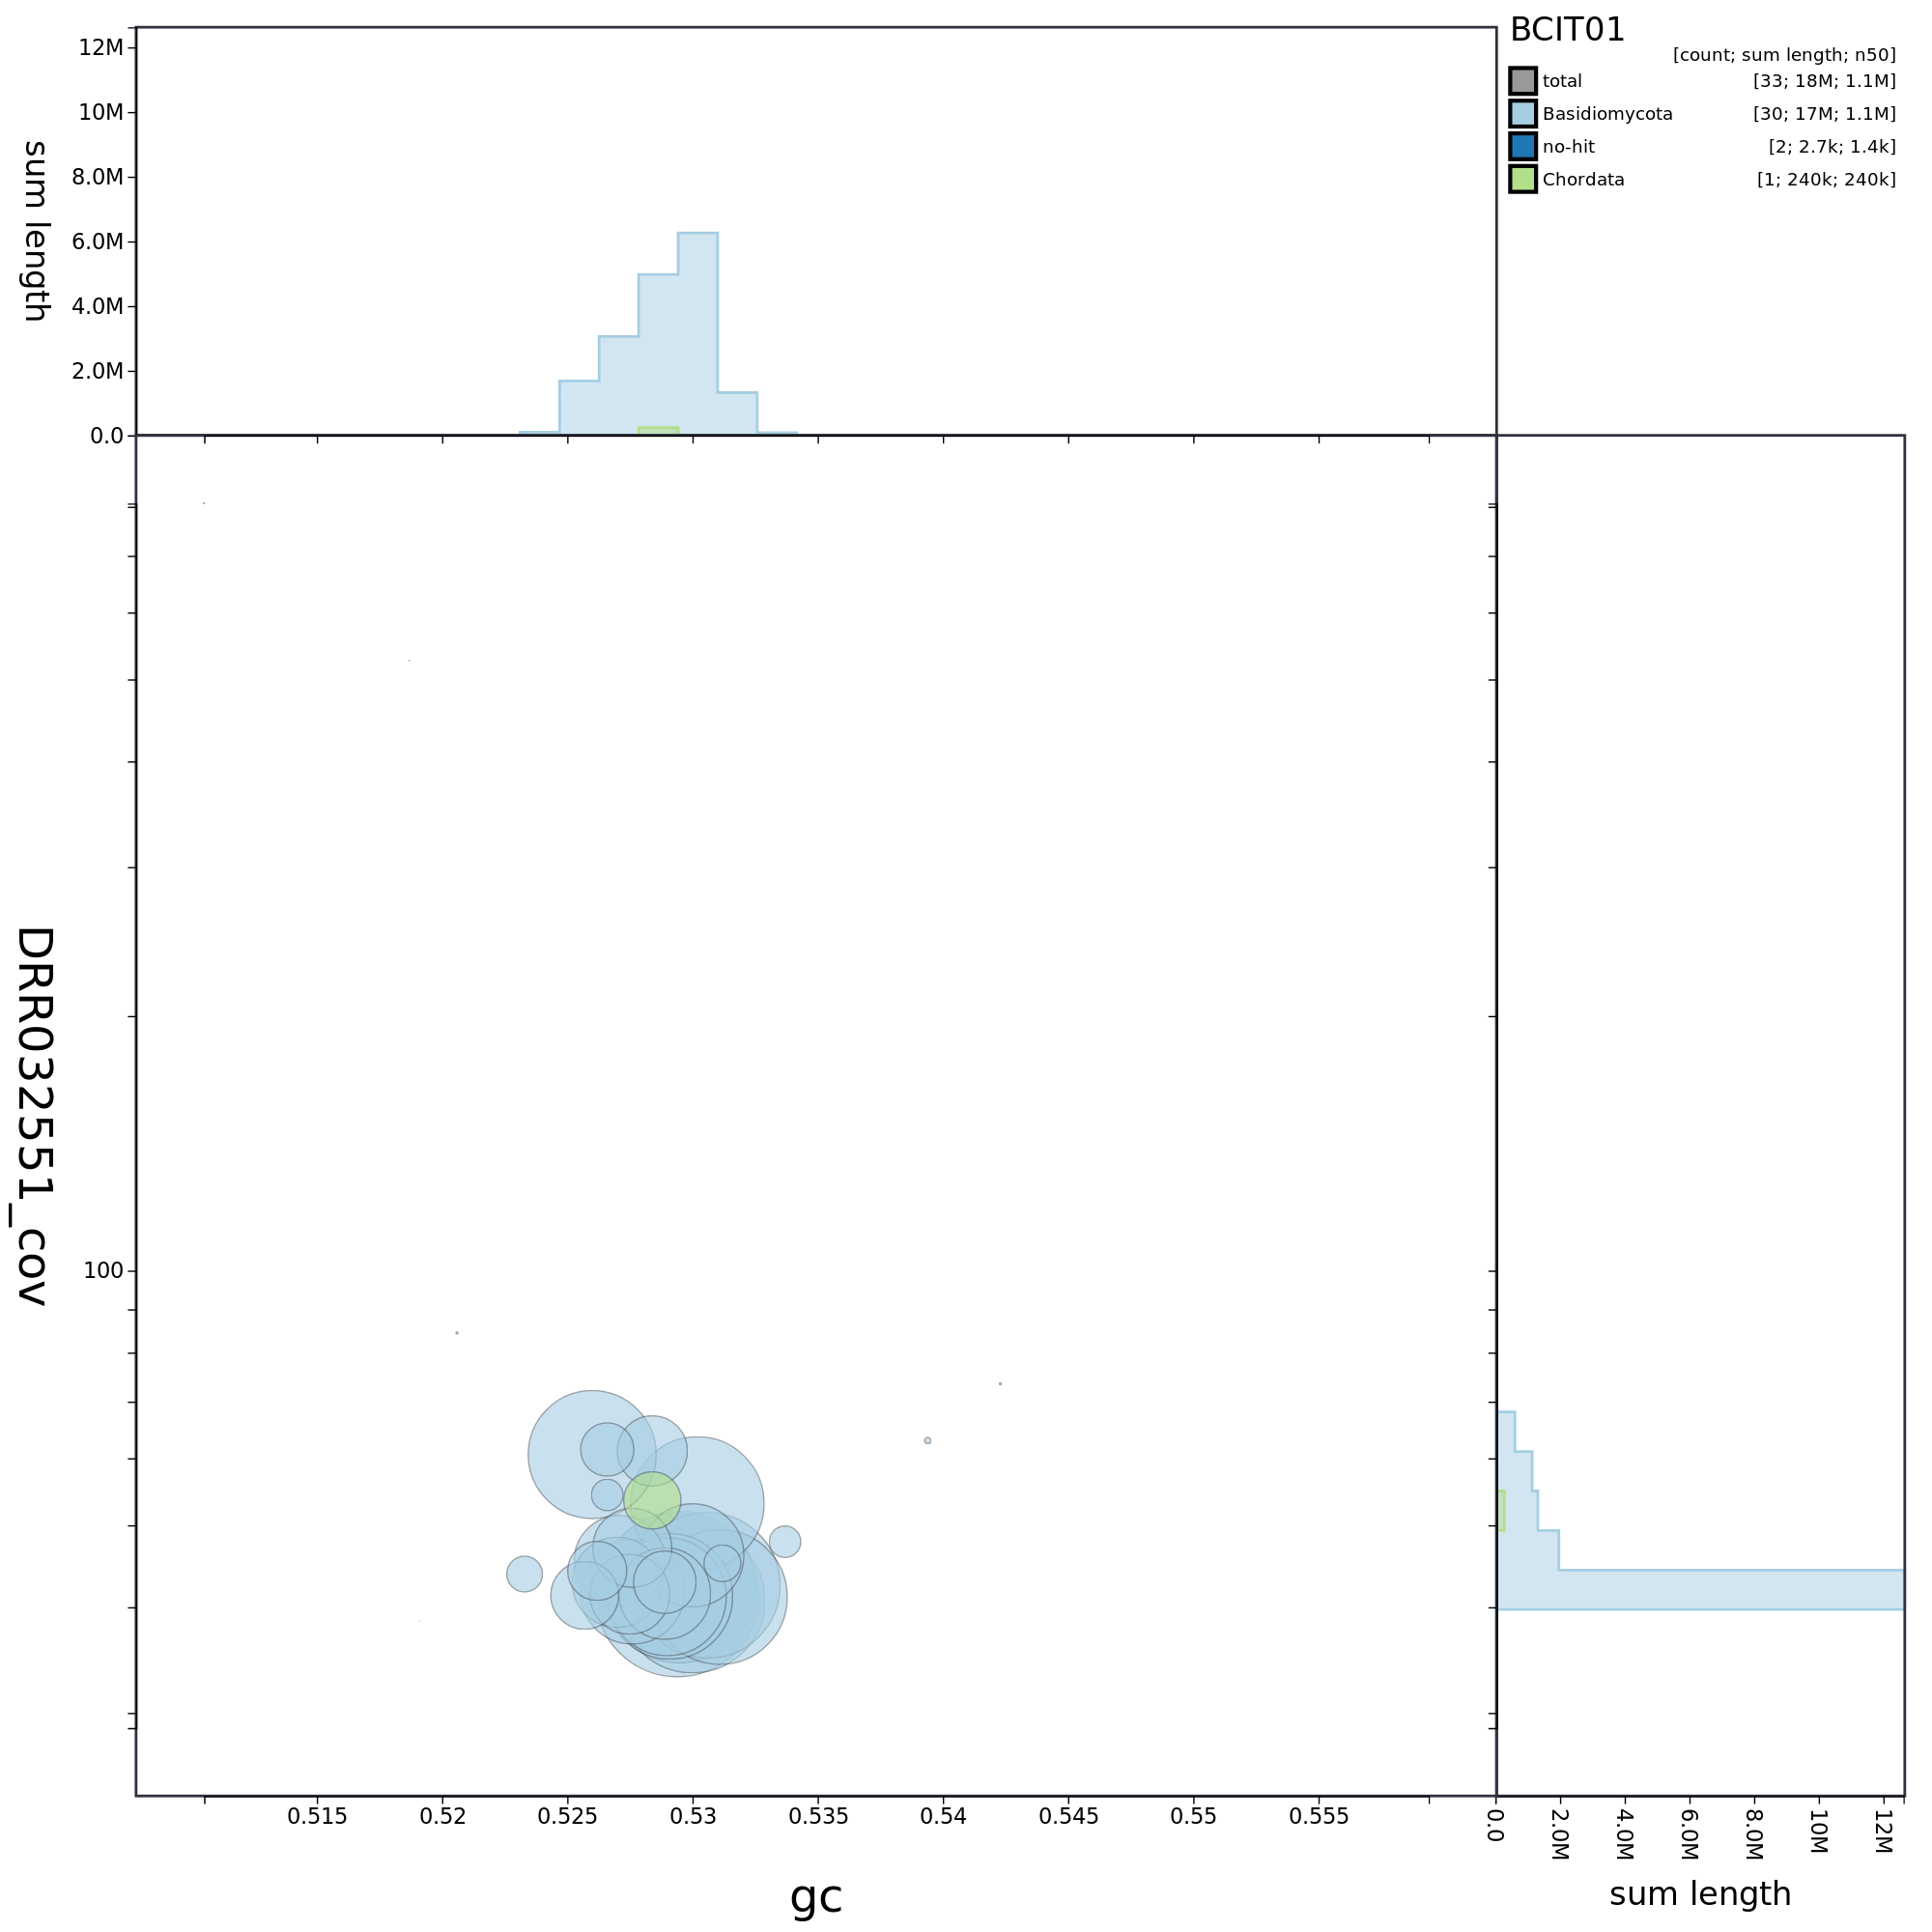 BCIT01
[count; sum length; n50]
total [33; 18M; 1.1M]
Basidiomycota [30; 17M; 1.1M]
no-hit [2; 2.7k; 1.4k]
Chordata [1; 240k; 240k]
sum length
12M
10M
8.0M
6.0M
4.0M
2.0M
0.0
DRR032551_cov
100
0.515 0.52 0.525 0.53 0.535 0.54 0.545 0.55 0.555
gc
0.0 2.0M 4.0M 6.0M 8.0M 10M 12M
sum length